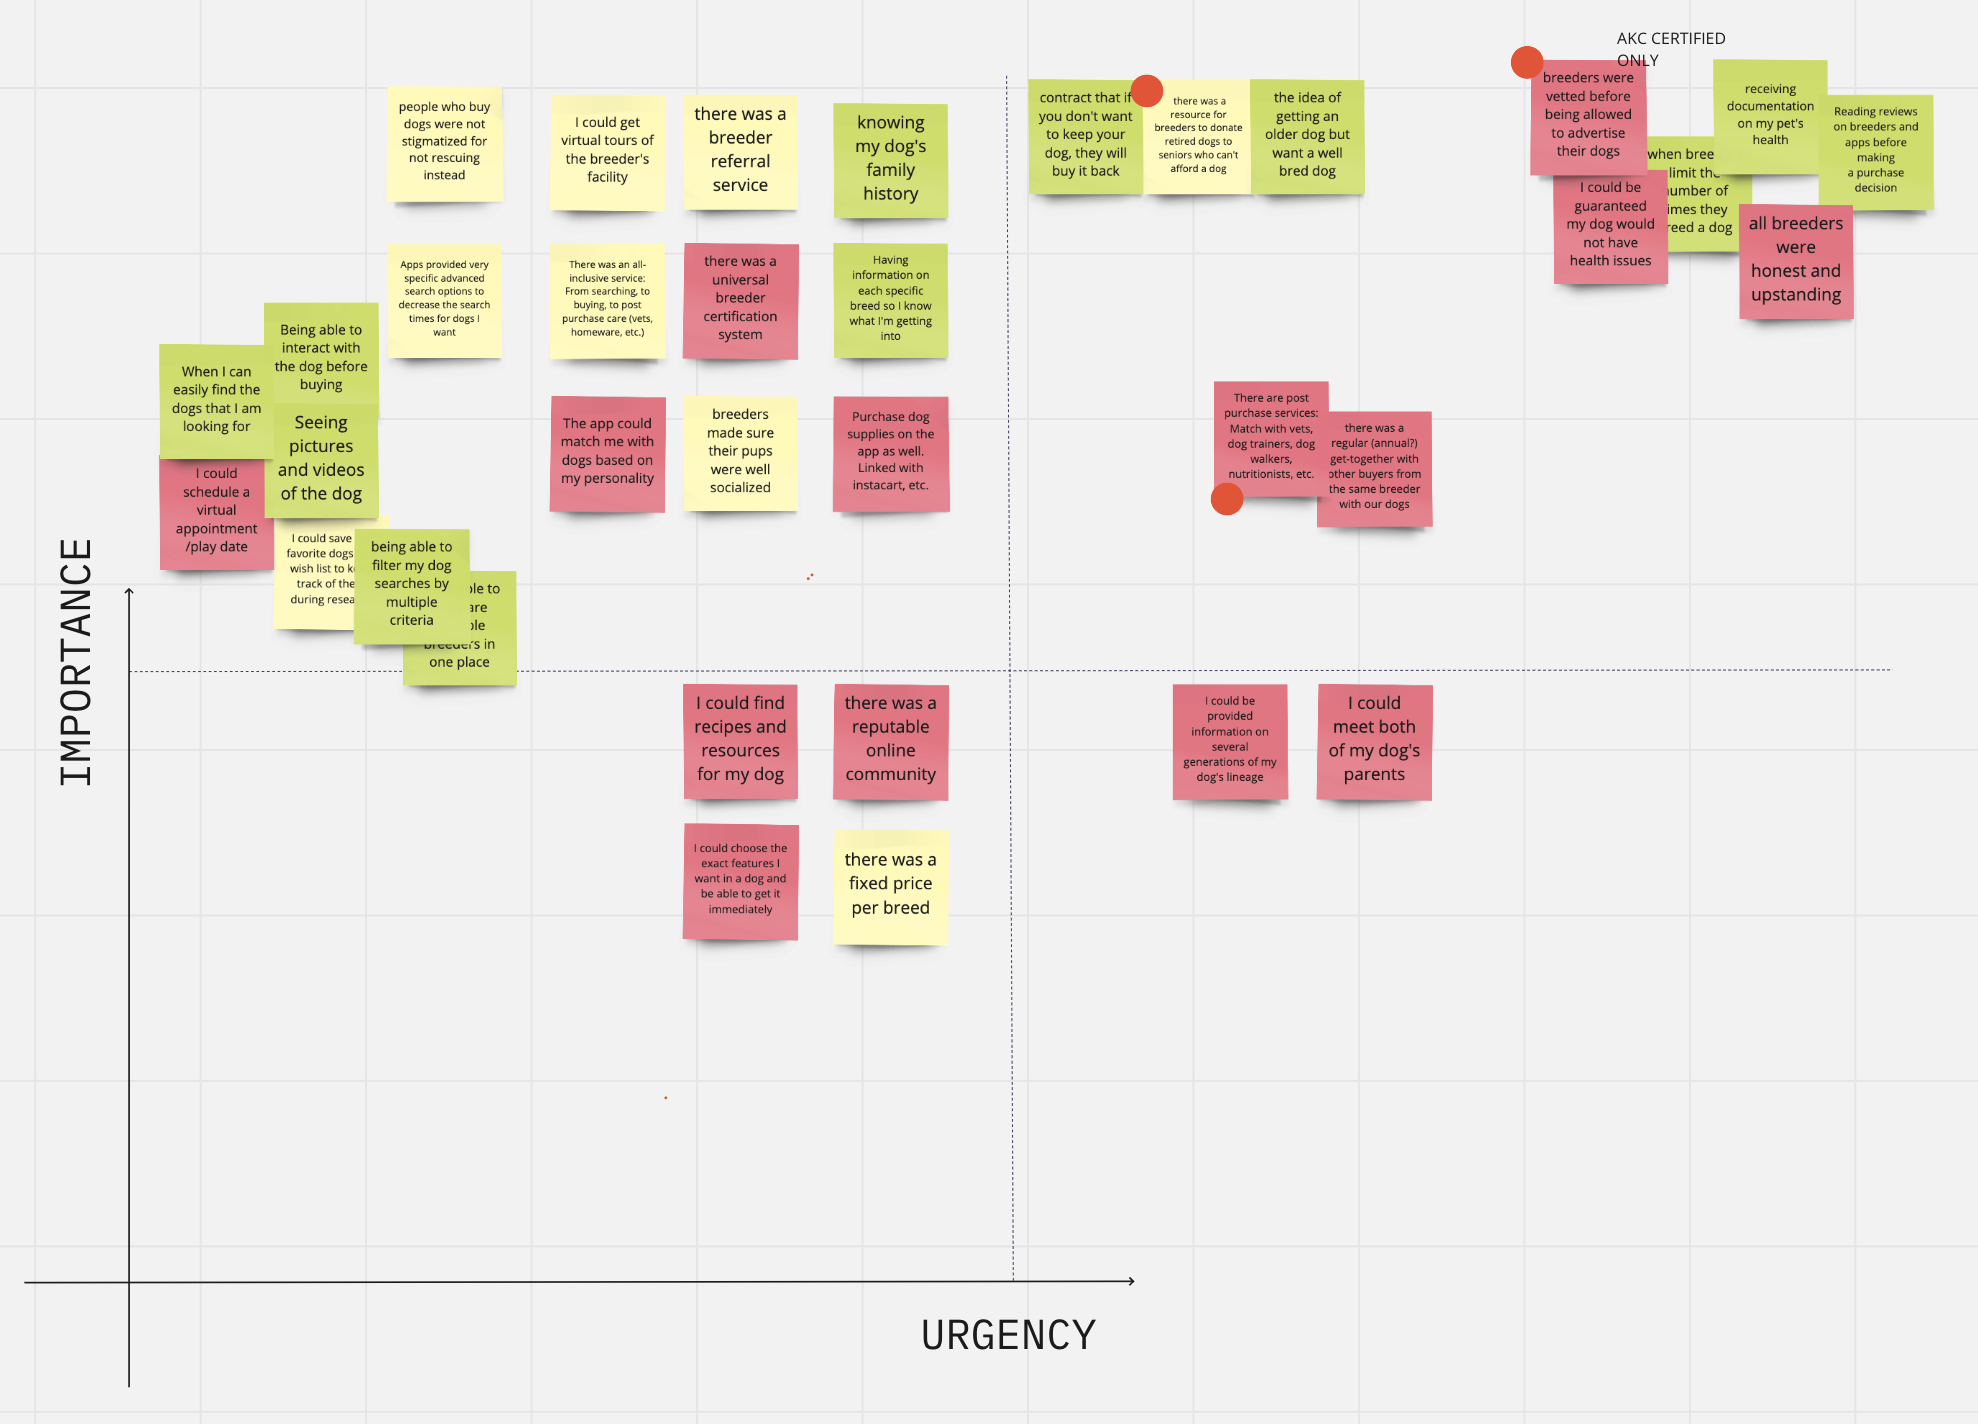 AKC CERTIFIED
ONLY
people who buy
dogs were not
stigmatized for
not rescuing
instead
I could get
virtual tours of
the breeder's
facility
there was a
breeder
referral
service
knowing
my dog's
family
history
contract that if
you don't want
to keep your
dog, they will
buy it back
there was a
resource for
breeders to donate
retired dogs to
seniors who can't
afford a dog
the idea of
getting an
older dog but
want a well
bred dog
breeders were
vetted before
being allowed
to advertise
their dogs
receiving
documentation
on my pet's
health
Reading reviews
on breeders and
apps before
making
a purchase
decision
when
limit
number of
times they
a dog
I could be
guaranteed
my dog would
not have
health issues
all breeders
were
honest and
upstanding
Apps provided very
specific advanced
search options to
decrease the search
times for dogs I
want
There was an all-
inclusive service:
From searching, to
buying, to post
purchase care (vets,
homeware, etc.)
there was a
universal
breeder
certification
system
Having
information on
each specific
breed so I know
what I'm getting
into
Being able to
interact with
the dog before
buying
When I can
easily find the
dogs that I am
looking for
Seeing
pictures
and videos
of the dog
I could
schedule a
virtual
appointment
/play date
The app could
match me with
dogs based on
my personality
breeders
made sure
their pups
were well
socialized
Purchase dog
supplies on the
app as well.
Linked with
instacart, etc.
There are post
purchase services:
Match with vets,
dog trainers, dog
walkers,
nutritionists, etc.
there was a
regular (annual?)
get-together with
other buyers from
the same breeder
with our dogs
I could save
favorite dogs
wish list to
track of
during
being able to
filter my dog
searches by
multiple
criteria
to
breeders in
one place
IMPORTANCE
I could find
recipes and
resources
for my dog
there was a
reputable
online
community
I could be
provided
information on
several
generations of my
dog's lineage
I could
meet both
of my dog's
parents
I could choose the
exact features I
want in a dog and
be able to get it
immediately
there was a
fixed price
per breed
URGENCY